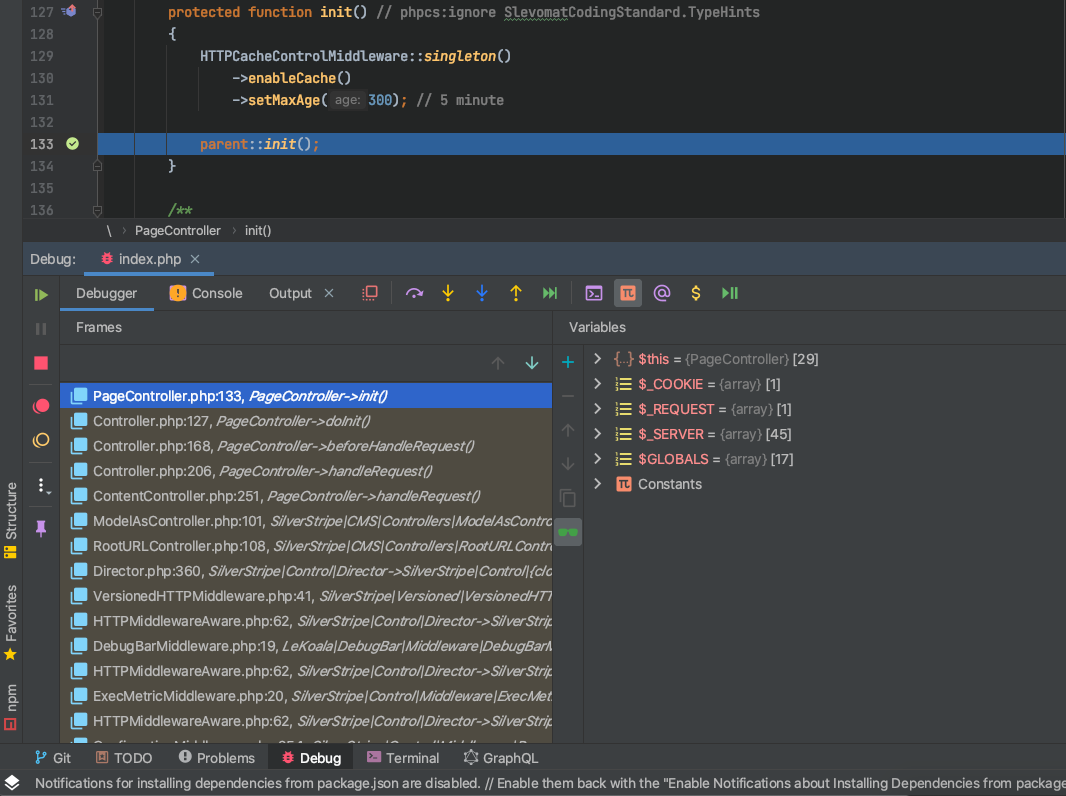 127 protected function init() // phpcs:ignore SlevomatCodingStandard.TypeHints
128 {
129 HTTPCacheControlMiddleware::singleton()
130 ->enableCache()
131 ->setMaxAge( age: 300); // 5 minute
132
133 parent::init();
134 }
135
136 /**
\ › PageController › init()
Debug: index.php ×
Debugger Console Output ×
Frames
Variables
PageController.php:133, PageController->init()
Controller.php:127, PageController->doInit()
Controller.php:168, PageController->beforeHandleRequest()
Controller.php:206, PageController->handleRequest()
ContentController.php:251, PageController->handleRequest()
ModelAsController.php:101, SilverStripe|CMS|Controllers|ModelAsContro
RootURLController.php:108, SilverStripe|CMS|Controllers|RootURLContr
Director.php:360, SilverStripe|Control|Director->SilverStripe|Control|{clo
VersionedHTTPMiddleware.php:41, SilverStripe|Versioned|VersionedHTT
HTTPMiddlewareAware.php:62, SilverStripe|Control|Director->SilverStrip
DebugBarMiddleware.php:19, LeKoala|DebugBar|Middleware|DebugBarM
HTTPMiddlewareAware.php:62, SilverStripe|Control|Director->SilverStrip
ExecMetricMiddleware.php:20, SilverStripe|Control|Middleware|ExecMet
HTTPMiddlewareAware.php:62, SilverStripe|Control|Director->SilverStrip
$this = {PageController} [29]
$_COOKIE = {array} [1]
$_REQUEST = {array} [1]
$_SERVER = {array} [45]
$GLOBALS = {array} [17]
Constants
Structure
Favorites
npm
Git TODO Problems Debug Terminal GraphQL
Notifications for installing dependencies from package.json are disabled. // Enable them back with the "Enable Notifications about Installing Dependencies from package